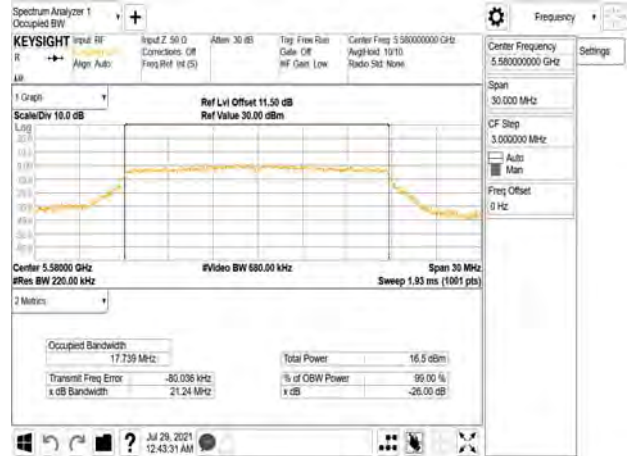 Spectrum Analyzer 1
Occupied BW
Frequency
KEYSIGHT
Input: RF
Input Z: 50 Ω
Atten: 30 dB
Trig: Free Run
Center Freq: 5.580000000 GHz
Corrections: Off
Gate: Off
Avg|Hold: 10/10
Align: Auto
Freq Ref: Int (S)
#IF Gain: Low
Radio Std: None
Center Frequency
5.580000000 GHz
Settings
Span
30.000 MHz
CF Step
3.000000 MHz
Auto
Man
Freq Offset
0 Hz
1 Graph
Ref Lvl Offset 11.50 dB
Scale/Div 10.0 dB
Ref Value 30.00 dBm
Log
Center 5.58000 GHz
#Video BW 680.00 kHz
Span 30 MHz
#Res BW 220.00 kHz
Sweep 1.93 ms (1001 pts)
2 Metrics
Occupied Bandwidth
17.739 MHz
Total Power
16.5 dBm
Transmit Freq Error
-80.036 kHz
% of OBW Power
99.00 %
x dB Bandwidth
21.24 MHz
x dB
-26.00 dB
?
Jul 29, 2021
12:43:31 AM